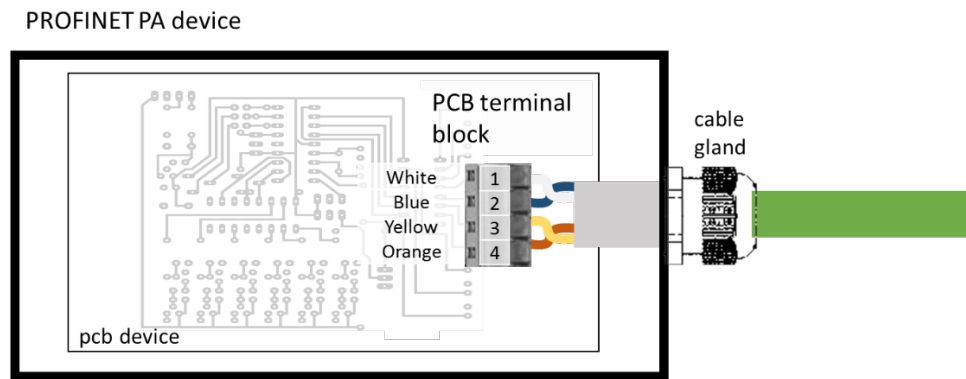 PROFINET PA device
PCB terminal
block
cable
gland
White 1
Blue 2
Yellow 3
Orange 4
pcb device